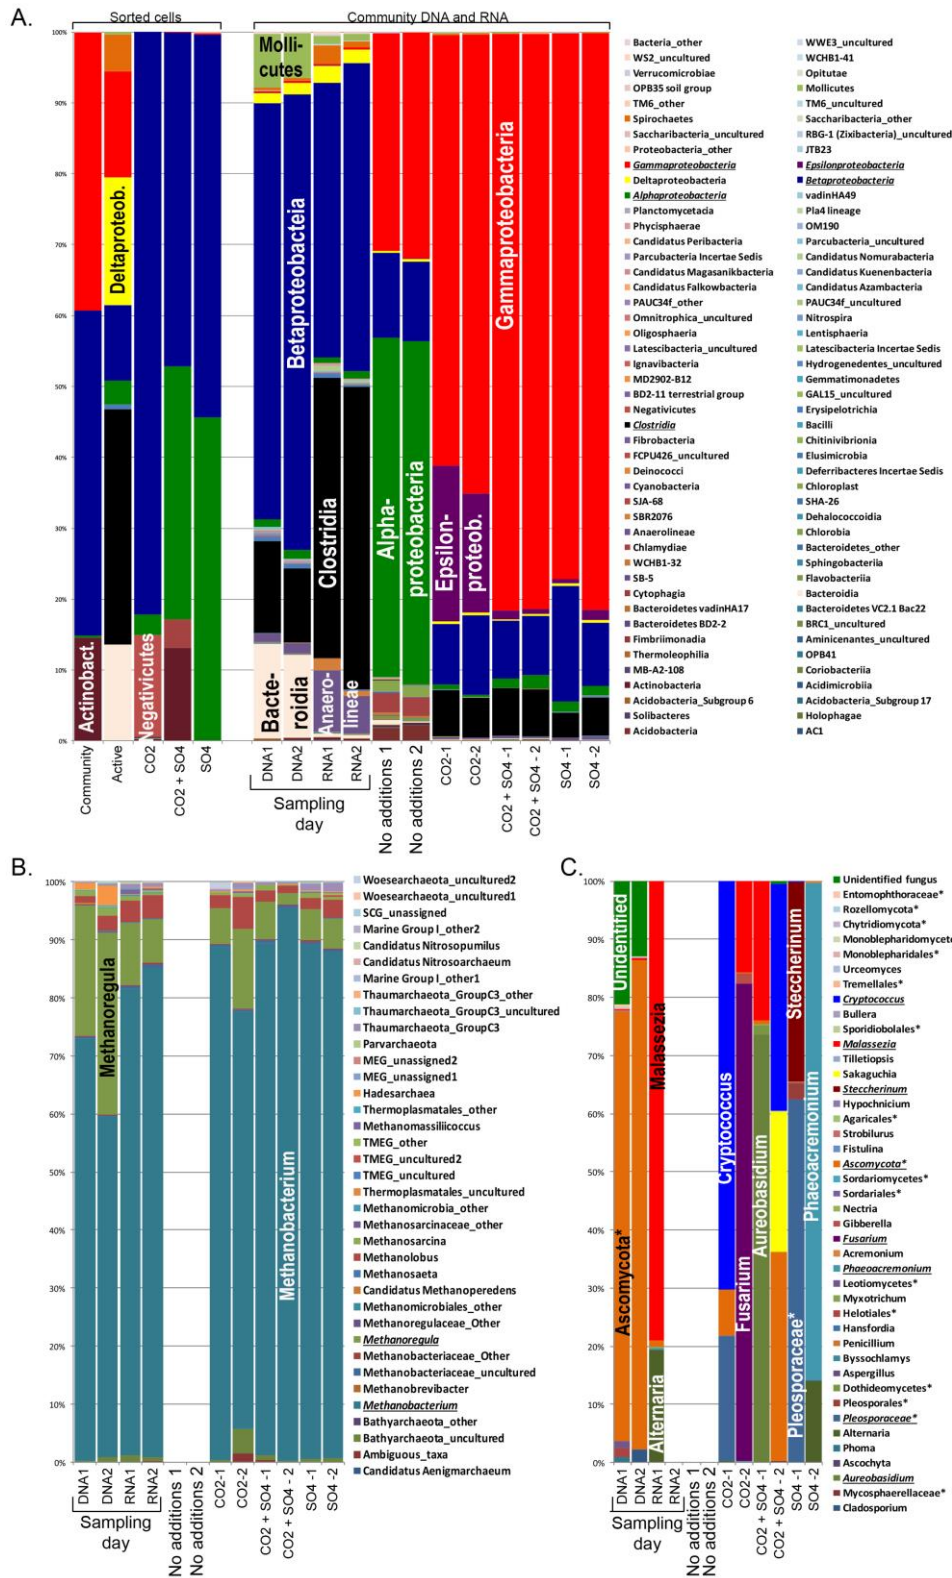 A.
Sorted cells
Community DNA and RNA
100%
90%
80%
70%
60%
50%
40%
30%
20%
10%
0%
Actinobact.
Deltaproteob.
Negativicutes
Molli-
cutes
Betaproteobacteia
Bacte-
roidia
Clostridia
Anaero-
lineae
Alpha-
proteobacteria
Epsilon-
proteob.
Gammaproteobacteria
Community
Active
CO2
CO2 + SO4
SO4
DNA1
DNA2
RNA1
RNA2
Sampling
day
No additions 1
No additions 2
CO2-1
CO2-2
CO2 + SO4 -1
CO2 + SO4 - 2
SO4 -1
SO4 -2
Bacteria_other
WS2_uncultured
Verrucomicrobiae
OPB35 soil group
TM6_other
Spirochaetes
Saccharibacteria_uncultured
Proteobacteria_other
Gammaproteobacteria
Deltaproteobacteria
Alphaproteobacteria
Planctomycetacia
Phycisphaerae
Candidatus Peribacteria
Parcubacteria Incertae Sedis
Candidatus Magasanikbacteria
Candidatus Falkowbacteria
PAUC34f_other
Omnitrophica_uncultured
Oligosphaeria
Latescibacteria_uncultured
Ignavibacteria
MD2902-B12
BD2-11 terrestrial group
Negativicutes
Clostridia
Fibrobacteria
FCPU426_uncultured
Deinococci
Cyanobacteria
SJA-68
SBR2076
Anaerolineae
Chlamydiae
WCHB1-32
SB-5
Cytophagia
Bacteroidetes vadinHA17
Bacteroidetes BD2-2
Fimbriimonadia
Thermoleophilia
MB-A2-108
Actinobacteria
Acidobacteria_Subgroup 6
Solibacteres
Acidobacteria
WWE3_uncultured
WCHB1-41
Opitutae
Mollicutes
TM6_uncultured
Saccharibacteria_other
RBG-1 (Zixibacteria)_uncultured
JTB23
Epsilonproteobacteria
Betaproteobacteria
vadinHA49
Pla4 lineage
OM190
Parcubacteria_uncultured
Candidatus Nomurabacteria
Candidatus Kuenenbacteria
Candidatus Azambacteria
PAUC34f_uncultured
Nitrospira
Lentisphaeria
Latescibacteria Incertae Sedis
Hydrogenedentes_uncultured
Gemmatimonadetes
GAL15_uncultured
Erysipelotrichia
Bacilli
Chitinivibrionia
Elusimicrobia
Deferribacteres Incertae Sedis
Chloroplast
SHA-26
Dehalococcoidia
Chlorobia
Bacteroidetes_other
Sphingobacteriia
Flavobacteriia
Bacteroidia
Bacteroidetes VC2.1 Bac22
BRC1_uncultured
Aminicenantes_uncultured
OPB41
Coriobacteriia
Acidimicrobiia
Acidobacteria_Subgroup 17
Holophagae
AC1
B.
100%
90%
80%
70%
60%
50%
40%
30%
20%
10%
0%
Methanoregula
Methanobacterium
DNA1
DNA2
RNA1
RNA2
Sampling
day
No additions 1
No additions 2
CO2-1
CO2-2
CO2 + SO4 -1
CO2 + SO4 - 2
SO4 -1
SO4 -2
Woesearchaeota_uncultured2
Woesearchaeota_uncultured1
SCG_unassigned
Marine Group I_other2
Candidatus Nitrosopumilus
Candidatus Nitrosoarchaeum
Marine Group I_other1
Thaumarchaeota_GroupC3_other
Thaumarchaeota_GroupC3_uncultured
Thaumarchaeota_GroupC3
Parvarchaeota
MEG_unassigned2
MEG_unassigned1
Hadesarchaea
Thermoplasmatales_other
Methanomassiliicoccus
TMEG_other
TMEG_uncultured2
TMEG_uncultured
Thermoplasmatales_uncultured
Methanomicrobia_other
Methanosarcinaceae_other
Methanosarcina
Methanolobus
Methanosaeta
Candidatus Methanoperedens
Methanomicrobiales_other
Methanoregulaceae_Other
Methanoregula
Methanobacteriaceae_Other
Methanobacteriaceae_uncultured
Methanobrevibacter
Methanobacterium
Bathyarchaeota_other
Bathyarchaeota_uncultured
Ambiguous_taxa
Candidatus Aenigmarchaeum
C.
100%
90%
80%
70%
60%
50%
40%
30%
20%
10%
0%
Unidentified
Ascomycota*
Malassezia
Alternaria
Cryptococcus
Fusarium
Aureobasidium
Steccherinum
Pleosporaceae*
Phaeoacremonium
DNA1
DNA2
RNA1
RNA2
Sampling
day
No additions 1
No additions 2
CO2-1
CO2-2
CO2 + SO4 -1
CO2 + SO4 - 2
SO4 -1
SO4 -2
Unidentified fungus
Entomophthoraceae*
Rozellomycota*
Chytridiomycota*
Monoblepharidomycete
Monoblepharidales*
Urceomyces
Tremellales*
Cryptococcus
Bullera
Sporidiobolales*
Malassezia
Tilletiopsis
Sakaguchia
Steccherinum
Hypochnicium
Agaricales*
Strobilurus
Fistulina
Ascomycota*
Sordariomycetes*
Sordariales*
Nectria
Gibberella
Fusarium
Acremonium
Phaeoacremonium
Leotiomycetes*
Myxotrichum
Helotiales*
Hansfordia
Penicillium
Byssochlamys
Aspergillus
Dothideomycetes*
Pleosporales*
Pleosporaceae*
Alternaria
Phoma
Ascochyta
Aureobasidium
Mycosphaerellaceae*
Cladosporium